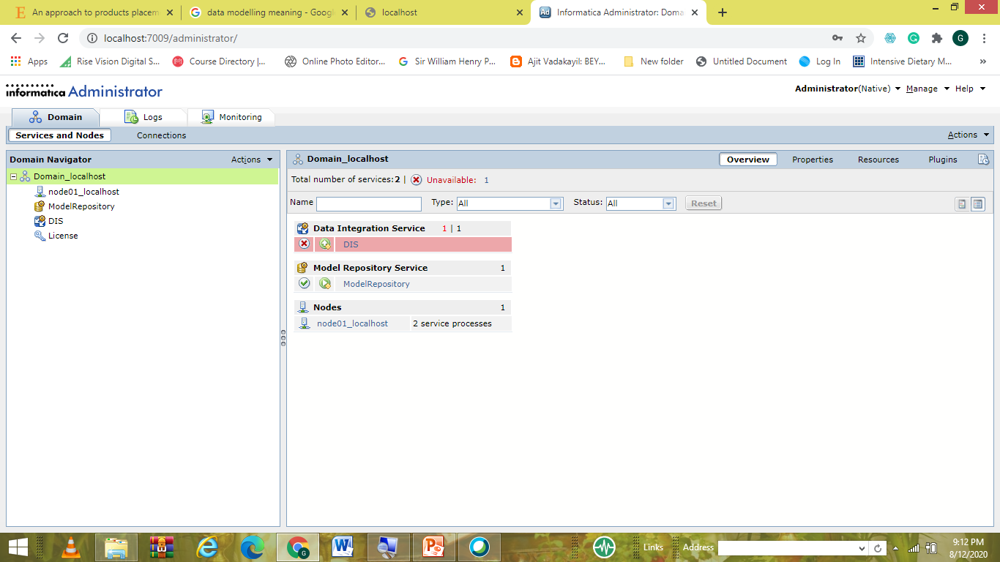 An approach to products placem
data modelling meaning - Goog
localhost
Informatica Administrator: Doma
localhost:7009/administrator/
G
Apps
Rise Vision Digital S...
Course Directory |...
Online Photo Editor...
Sir William Henry P...
Ajit Vadakayil: BEY...
New folder
Untitled Document
Log In
Intensive Dietary M...
»
informatica Administrator
Administrator(Native)
Manage
Help
Domain
Logs
Monitoring
Services and Nodes
Connections
Actions
Domain Navigator
Actions
Domain_localhost
node01_localhost
ModelRepository
DIS
License
Domain_localhost
Overview
Properties
Resources
Plugins
Total number of services:2 | Unavailable: 1
Name
Type: All
Status: All
Reset
Data Integration Service 1 | 1
DIS
Model Repository Service 1
ModelRepository
Nodes 1
node01_localhost 2 service processes
Links
Address
9:12 PM
8/12/2020